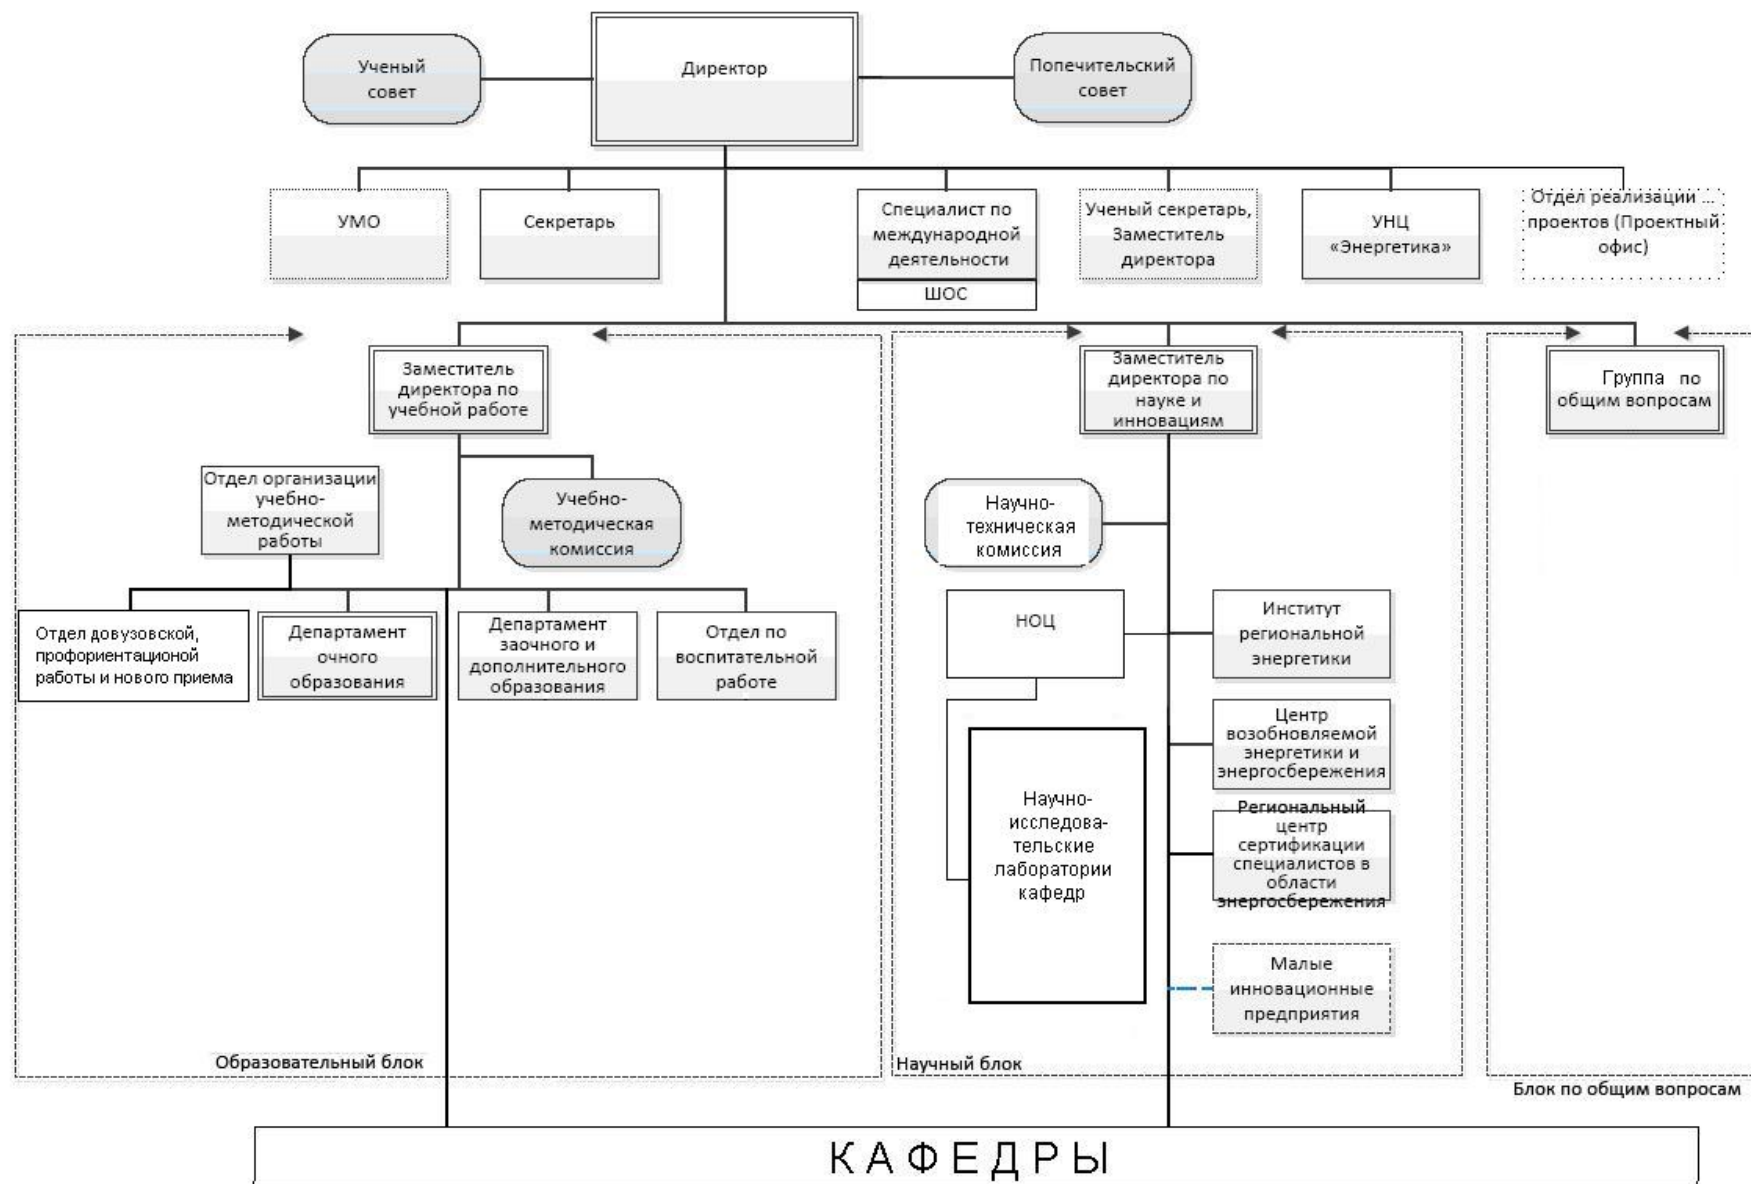 Ученый
совет
Директор
Попечительский
совет
УМО
Секретарь
Специалист по
международной
деятельности
ШОС
Ученый секретарь,
Заместитель
директора
УНЦ
«Энергетика»
Отдел реализации ...
проектов (Проектный
офис)
Заместитель
директора по
учебной работе
Заместитель
директора по
науке и
инновациям
Группа по
общим вопросам
Отдел организации
учебно-
методической
работы
Учебно-
методическая
комиссия
Научно-
техническая
комиссия
Отдел довузовской,
профориентационой
работы и нового приема
Департамент
очного
образования
Департамент
заочного и
дополнительного
образования
Отдел по
воспитательной
работе
НОЦ
Институт
региональной
энергетики
Центр
возобновляемой
энергетики и
энергосбережения
Научно-
исследова-
тельские
лаборатории
кафедр
Региональный
центр
сертификации
специалистов в
области
энергосбережения
Малые
инновационные
предприятия
Образовательный блок
Научный блок
Блок по общим вопросам
КАФЕДРЫ